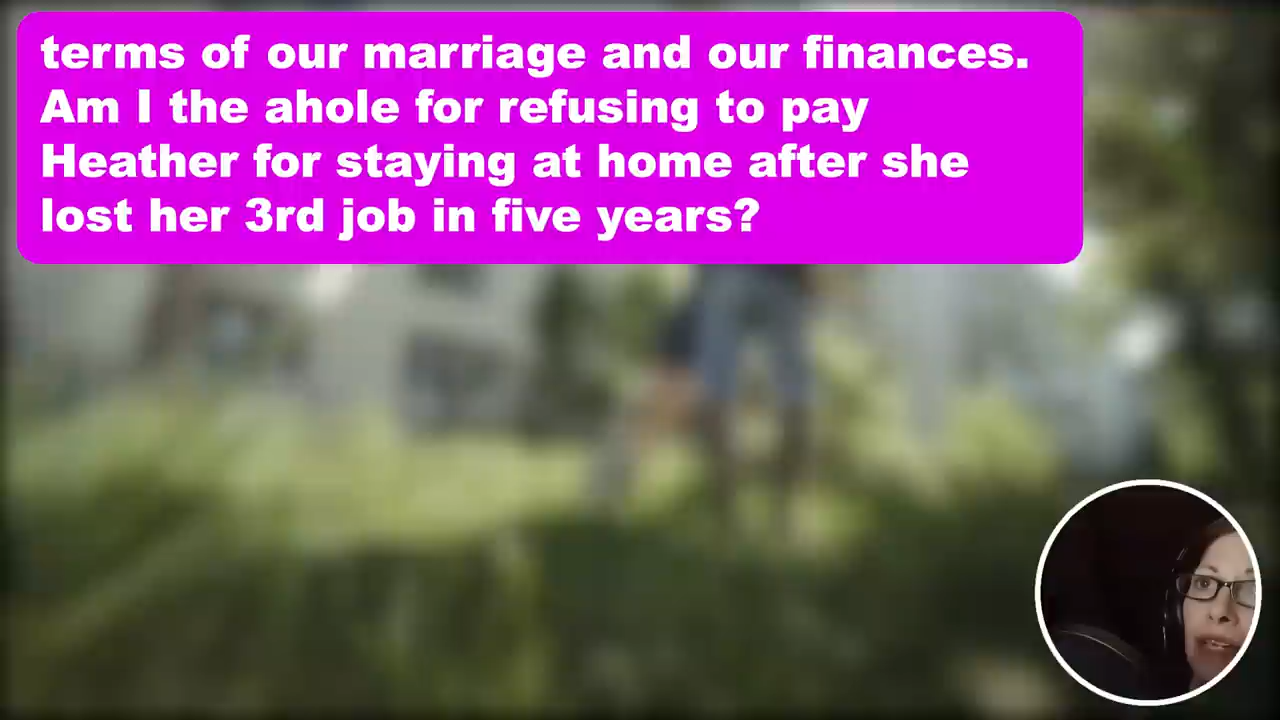 terms of our marriage and our finances.
Am I the ahole for refusing to pay
Heather for staying at home after she
lost her 3rd job in five years?